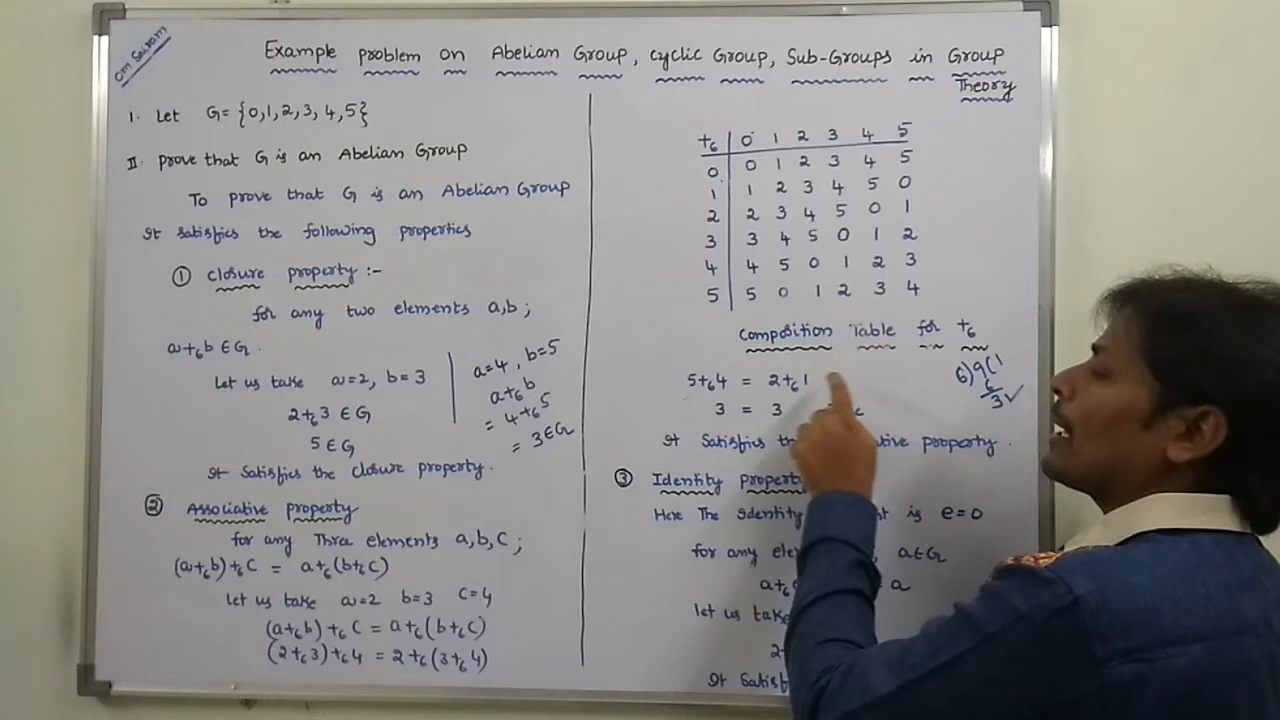 Om Sairam
Example problem on Abelian Group, Cyclic Group, Sub-Groups in Group
Theory
I. Let G = {0,1,2,3,4,5}
II. prove that G is an Abelian Group
To prove that G is an Abelian Group
It satisfies the following properties
① Closure property :-
for any two elements a,b ;
a+₆b ∈ G.
Let us take a=2, b=3
2+₆3 ∈ G
5 ∈ G
a=4, b=5
a+₆b
= 4+₆5
= 3 ∈ G
It satisfies the closure property.
② Associative property
for any Three elements a,b,c ;
(a+₆b)+₆c = a+₆(b+₆c)
Let us take a=2 b=3 c=4
(a+₆b)+₆c = a+₆(b+₆c)
(2+₆3)+₆4 = 2+₆(3+₆4)
+₆ 0 1 2 3 4 5
0 0 1 2 3 4 5
1 1 2 3 4 5 0
2 2 3 4 5 0 1
3 3 4 5 0 1 2
4 4 5 0 1 2 3
5 5 0 1 2 3 4
Composition Table for +₆
5+₆4 = 2+₆1
3 = 3
6)9(1
6
3✓
It Satisfies property.
③ Identity property
Here The Identity is e=0
for any a∈G
a
let us take
2
It